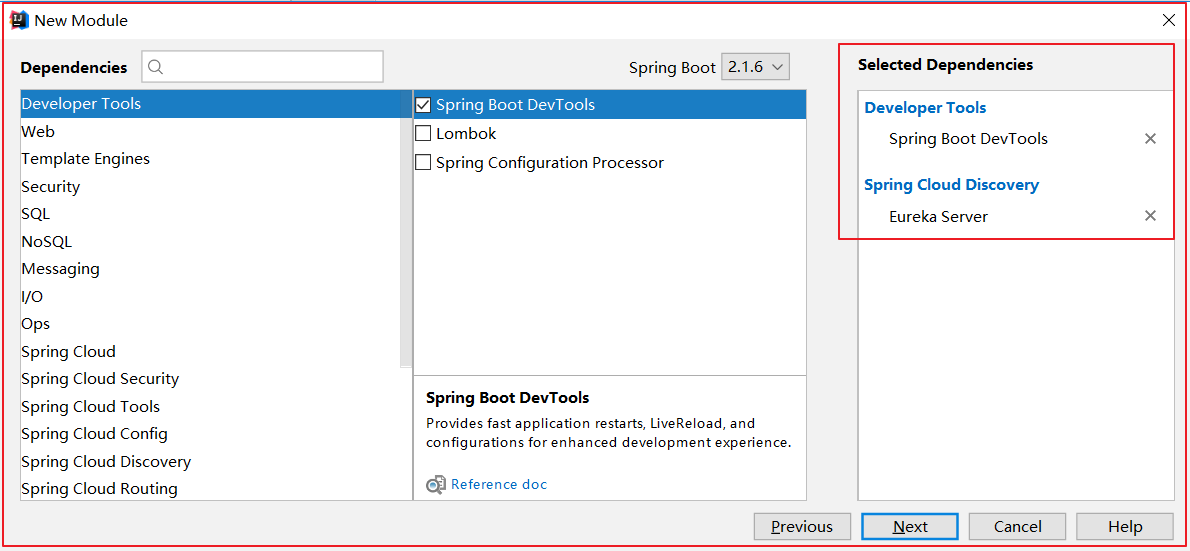 New Module
Dependencies
Spring Boot 2.1.6
Developer Tools
Web
Template Engines
Security
SQL
NoSQL
Messaging
I/O
Ops
Spring Cloud
Spring Cloud Security
Spring Cloud Tools
Spring Cloud Config
Spring Cloud Discovery
Spring Cloud Routing
Spring Boot DevTools
Lombok
Spring Configuration Processor
Spring Boot DevTools
Provides fast application restarts, LiveReload, and
configurations for enhanced development experience.
Reference doc
Selected Dependencies
Developer Tools
Spring Boot DevTools
Spring Cloud Discovery
Eureka Server
Previous
Next
Cancel
Help